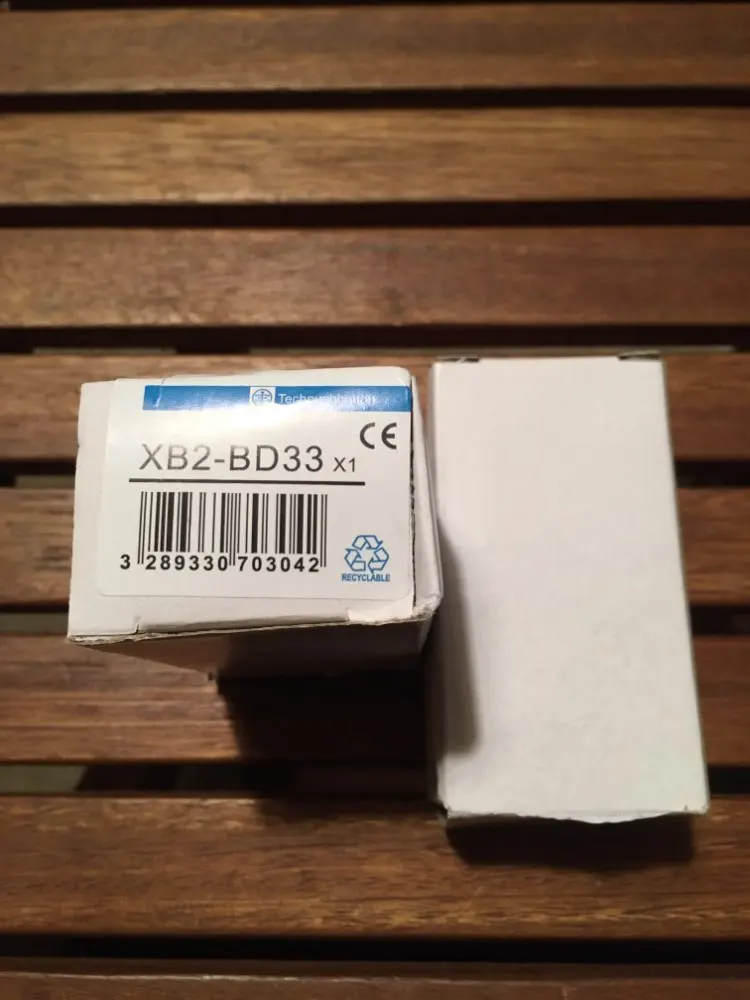 CE
XB2-BD33 X1
3 289330 703042
RECYCLABLE